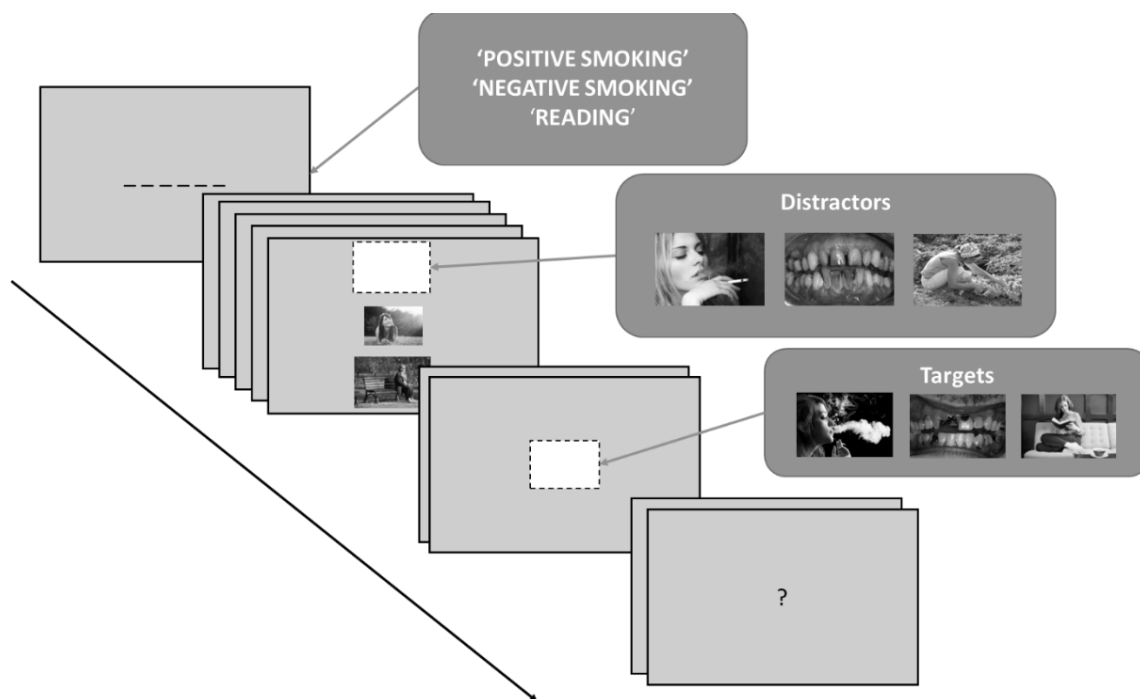 'POSITIVE SMOKING'
'NEGATIVE SMOKING'
'READING'
Distractors
Targets
?